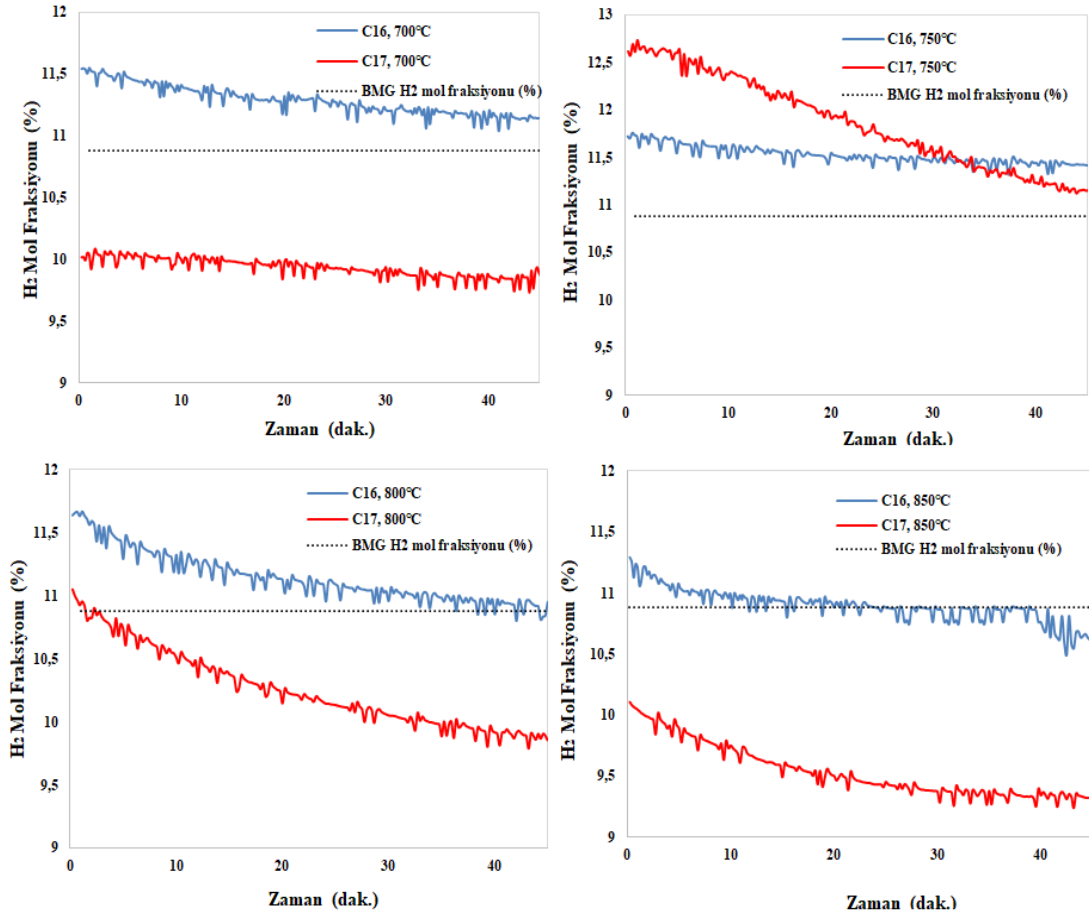 C16, 700℃
C17, 700℃
BMG H2 mol fraksiyonu (%)
H₂ Mol Fraksiyonu (%)
12
11,5
11
10,5
10
9,5
9
0
10
20
30
40
Zaman (dak.)
C16, 750℃
C17, 750℃
BMG H2 mol fraksiyonu (%)
H₂ Mol Fraksiyonu (%)
13
12,5
12
11,5
11
10,5
10
9,5
9
0
10
20
30
40
Zaman (dak.)
C16, 800℃
C17, 800℃
BMG H2 mol fraksiyonu (%)
H₂ Mol Fraksiyonu (%)
12
11,5
11
10,5
10
9,5
9
0
10
20
30
40
Zaman (dak.)
C16, 850℃
C17, 850℃
BMG H2 mol fraksiyonu (%)
H₂ Mol Fraksiyonu (%)
12
11,5
11
10,5
10
9,5
9
0
10
20
30
40
Zaman (dak.)